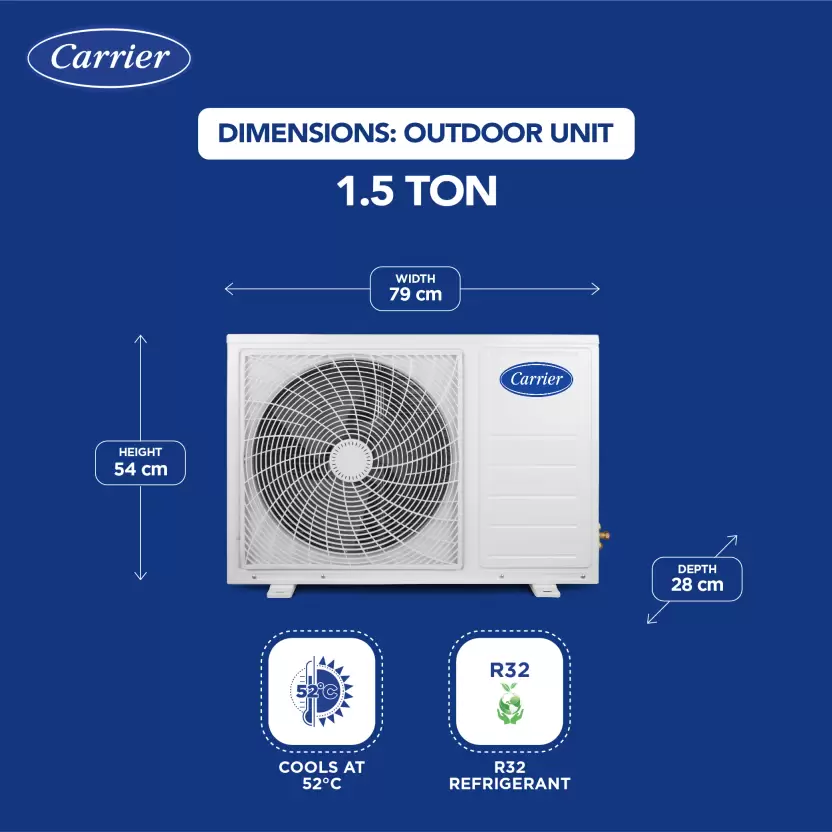 Carrier
DIMENSIONS: OUTDOOR UNIT
1.5 TON
WIDTH
79 cm
Carrier
HEIGHT
54 cm
DEPTH
28 cm
52°C
R32
COOLS AT
52°C
R32
REFRIGERANT